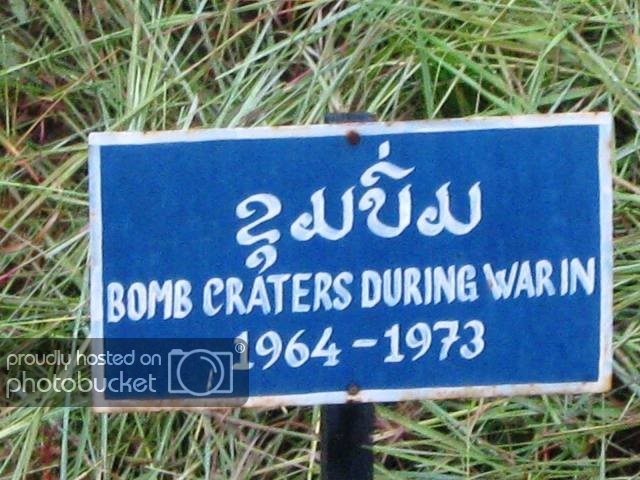 ຂຸມບົ່ມ
BOMB CRATERS DURING WAR IN
1964 - 1973
proudly hosted on
photobucket®